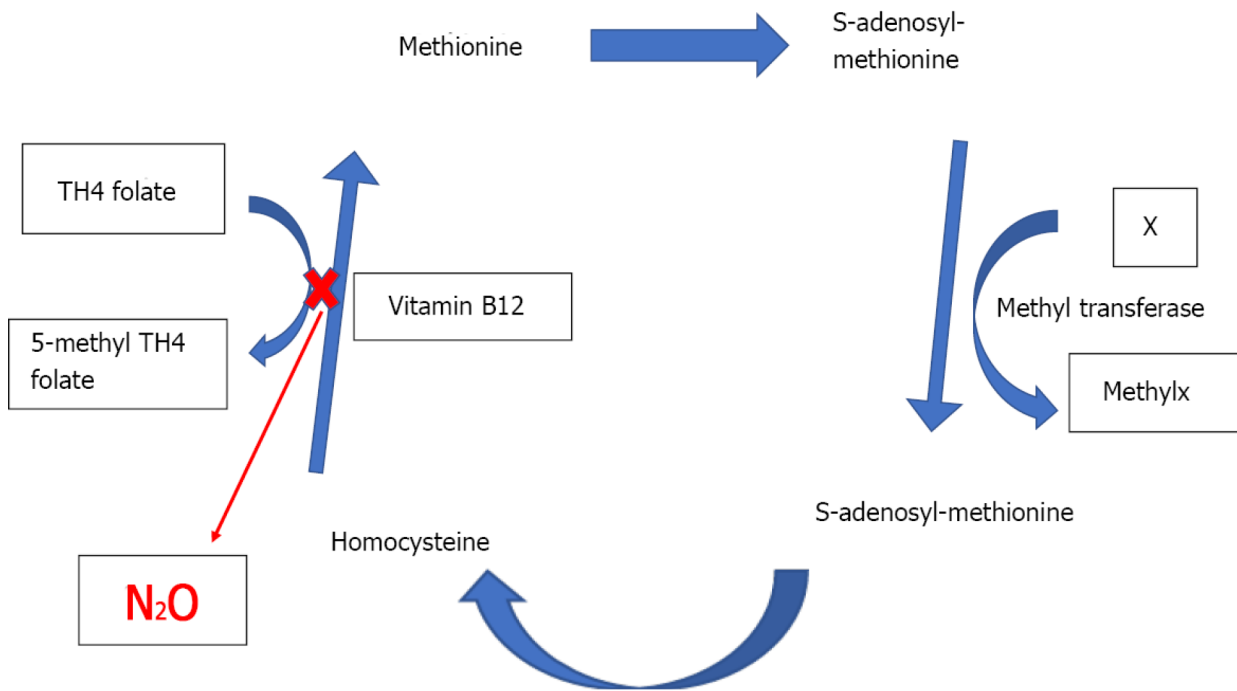 Methionine
S-adenosyl-
methionine
TH4 folate
X
Vitamin B12
Methyl transferase
5-methyl TH4
folate
Methylx
S-adenosyl-methionine
Homocysteine
N₂O